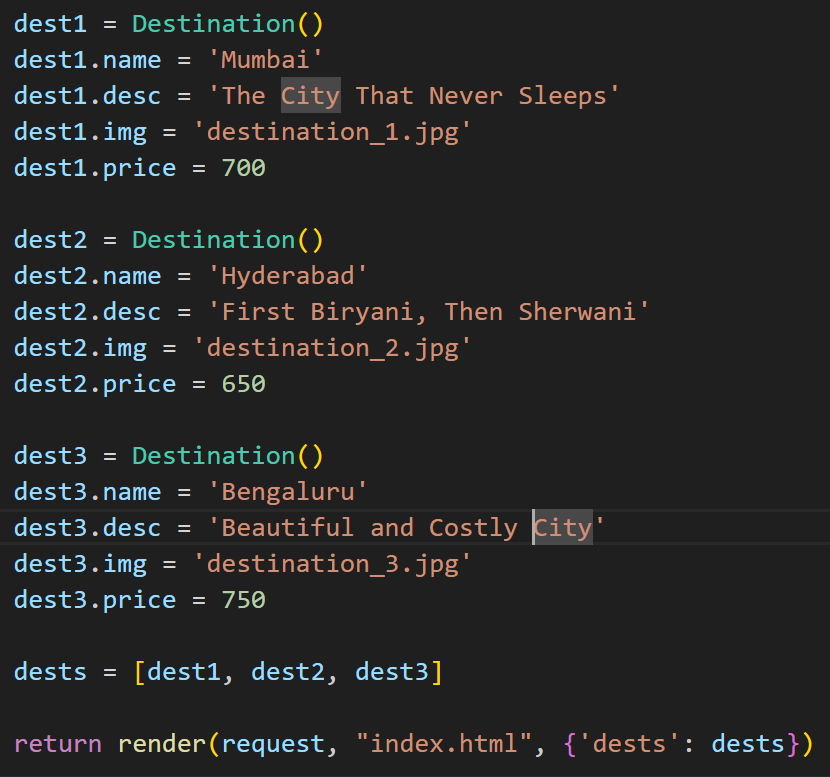 dest1 = Destination()
dest1.name = 'Mumbai'
dest1.desc = 'The City That Never Sleeps'
dest1.img = 'destination_1.jpg'
dest1.price = 700
dest2 = Destination()
dest2.name = 'Hyderabad'
dest2.desc = 'First Biryani, Then Sherwani'
dest2.img = 'destination_2.jpg'
dest2.price = 650
dest3 = Destination()
dest3.name = 'Bengaluru'
dest3.desc = 'Beautiful and Costly City'
dest3.img = 'destination_3.jpg'
dest3.price = 750
dests = [dest1, dest2, dest3]
return render(request, "index.html", {'dests': dests})